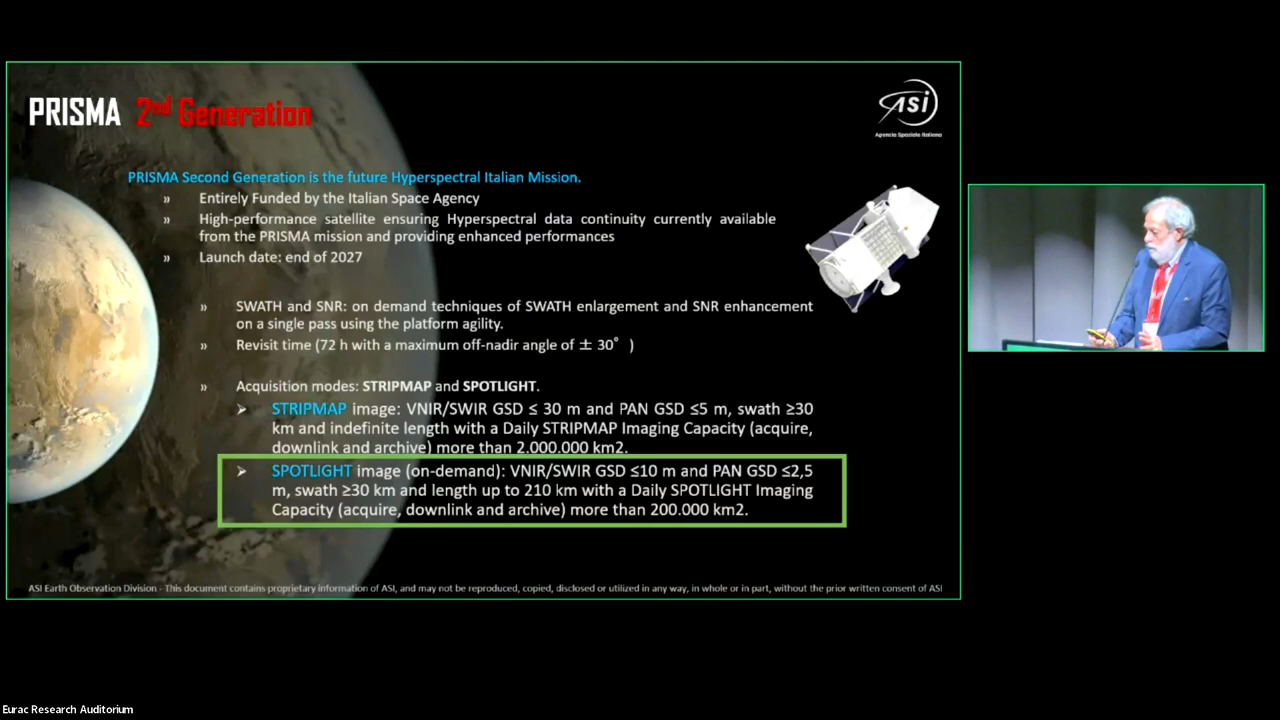 PRISMA 2nd Generation
ASI
Agenzia Spaziale Italiana
PRISMA Second Generation is the future Hyperspectral Italian Mission.
» Entirely Funded by the Italian Space Agency
» High-performance satellite ensuring Hyperspectral data continuity currently available
from the PRISMA mission and providing enhanced performances
» Launch date: end of 2027
» SWATH and SNR: on demand techniques of SWATH enlargement and SNR enhancement
on a single pass using the platform agility.
» Revisit time (72 h with a maximum off-nadir angle of ± 30° )
» Acquisition modes: STRIPMAP and SPOTLIGHT.
➢ STRIPMAP image: VNIR/SWIR GSD ≤ 30 m and PAN GSD ≤5 m, swath ≥30
km and indefinite length with a Daily STRIPMAP Imaging Capacity (acquire,
downlink and archive) more than 2.000.000 km2.
➢ SPOTLIGHT image (on-demand): VNIR/SWIR GSD ≤10 m and PAN GSD ≤2,5
m, swath ≥30 km and length up to 210 km with a Daily SPOTLIGHT Imaging
Capacity (acquire, downlink and archive) more than 200.000 km2.
ASI Earth Observation Division - This document contains proprietary information of ASI, and may not be reproduced, copied, disclosed or utilized in any way, in whole or in part, without the prior written consent of ASI
Eurac Research Auditorium